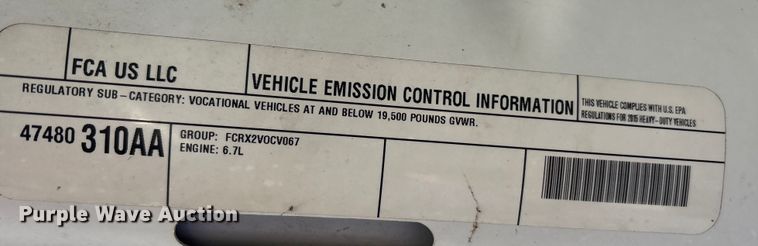 FCA US LLC
VEHICLE EMISSION CONTROL INFORMATION
THIS VEHICLE COMPLIES WITH U.S. EPA
REGULATIONS FOR 2015 HEAVY-DUTY VEHICLES
REGULATORY SUB-CATEGORY: VOCATIONAL VEHICLES AT AND BELOW 19,500 POUNDS GVWR.
47480 310AA
GROUP: FCRX2VOCV067
ENGINE: 6.7L
Purple Wave Auction